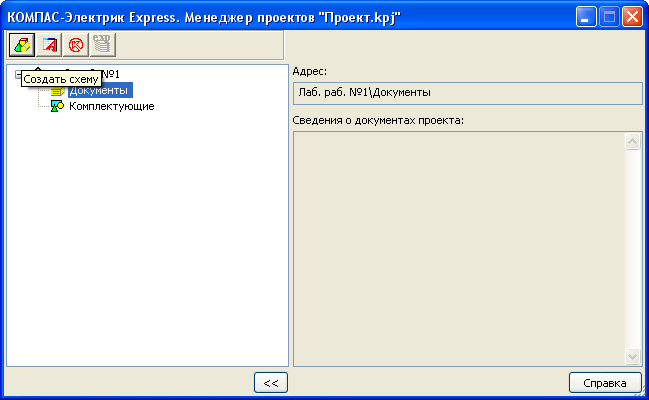 КОМПАС-Электрик Express. Менеджер проектов "Проект.kpj"
exp
Создать схему №1
Документы
Комплектующие
Адрес:
Лаб. раб. №1\Документы
Сведения о документах проекта:
<<
Справка